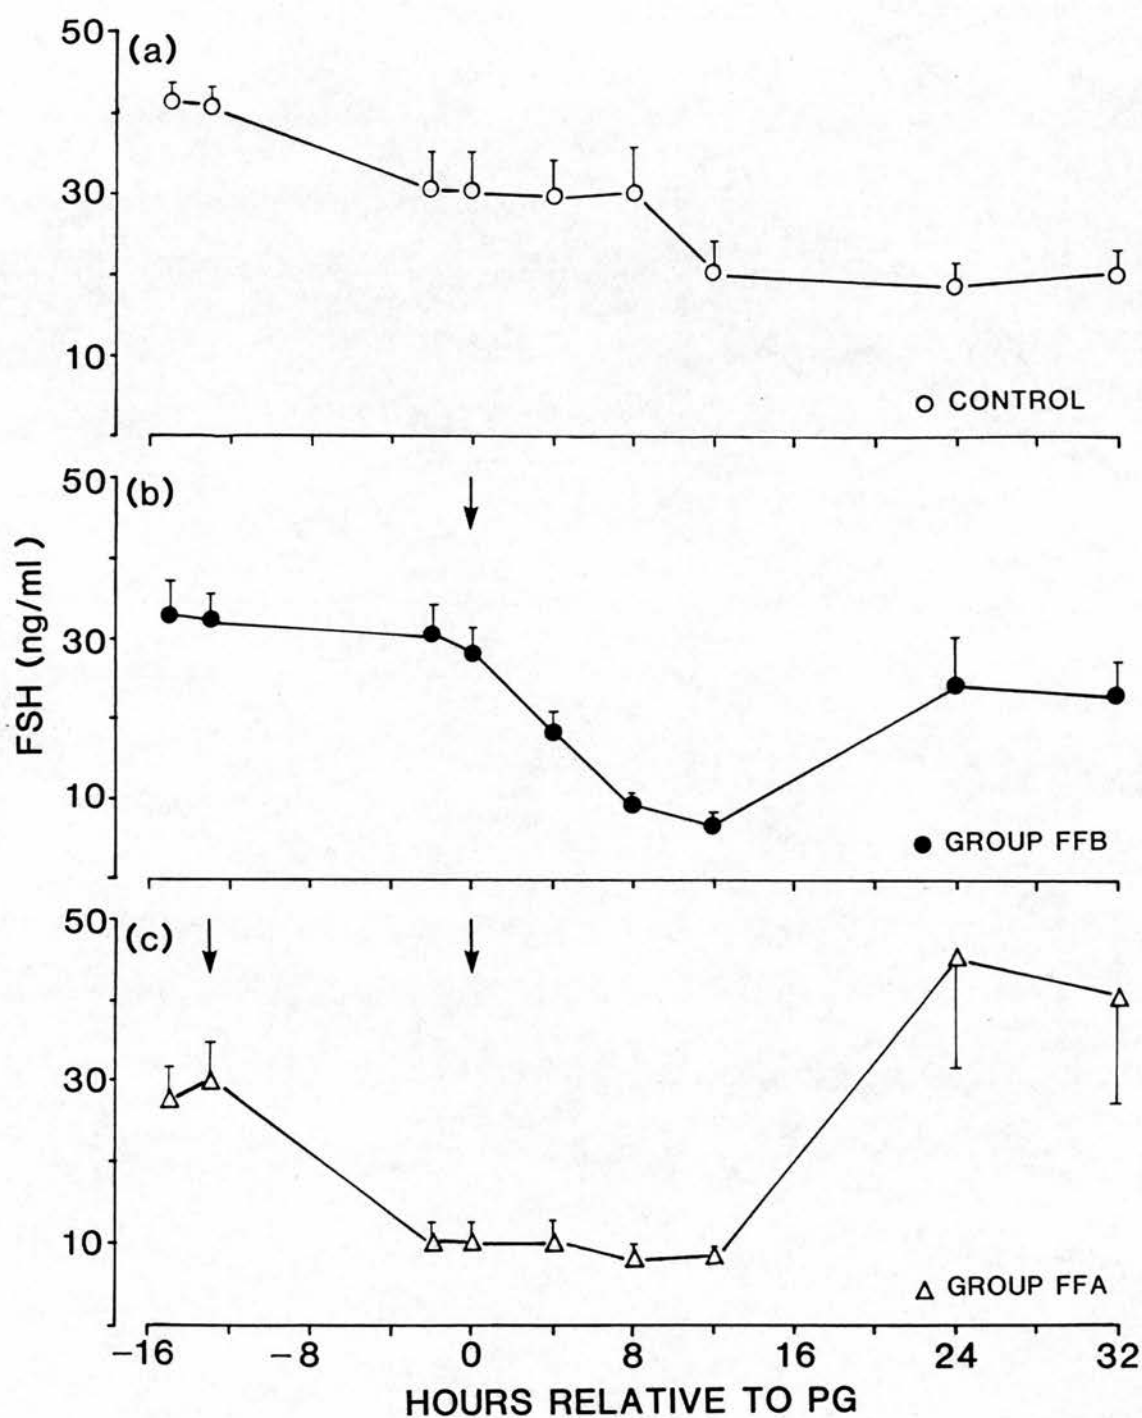 50
(a)
30
10
○ CONTROL
50
(b)
30
10
● GROUP FFB
FSH (ng/ml)
50
(c)
30
10
△ GROUP FFA
−16 −8 0 8 16 24 32
HOURS RELATIVE TO PG